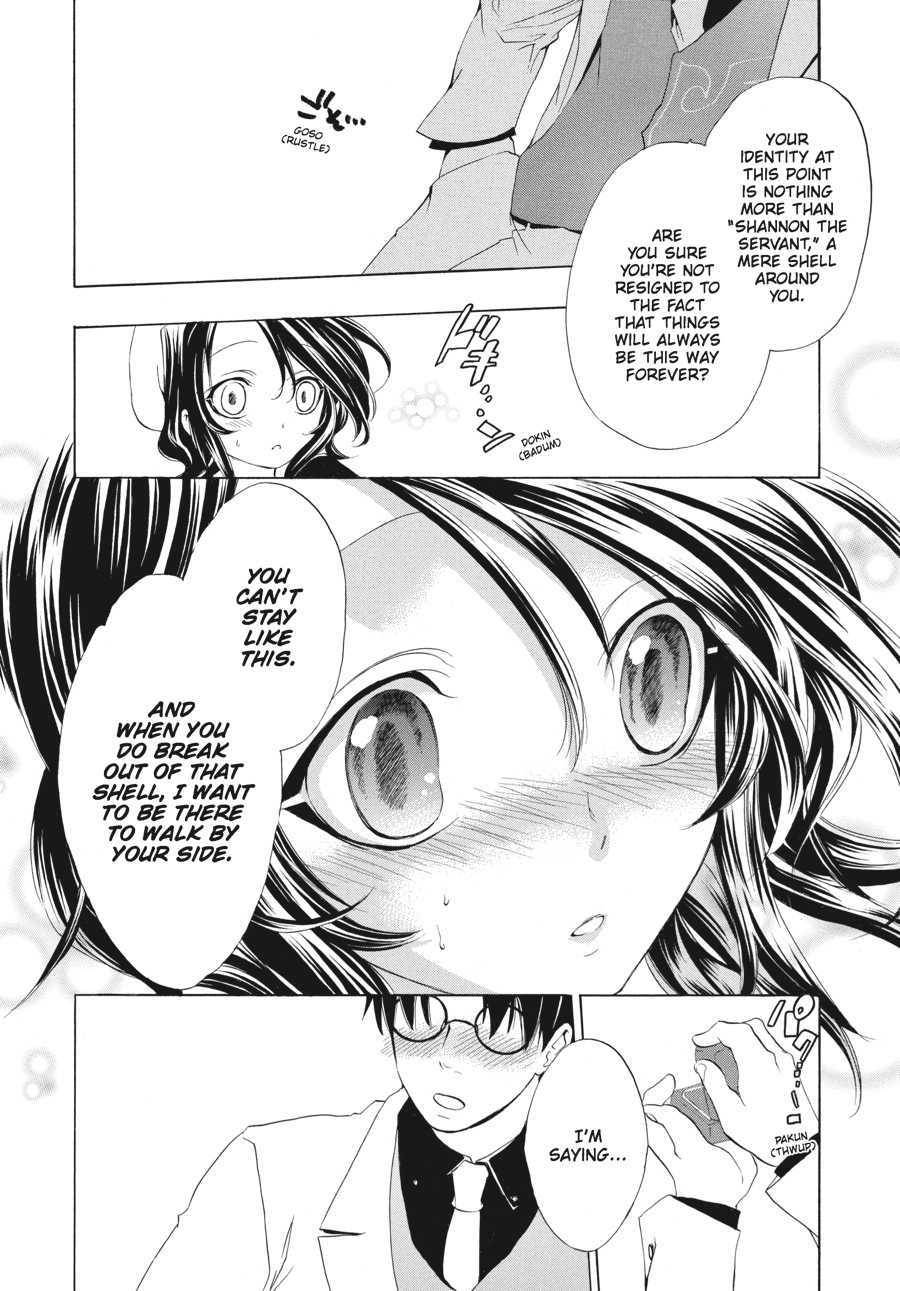 YOUR
IDENTITY AT
THIS POINT
IS NOTHING
MORE THAN
"SHANNON THE
SERVANT," A
MERE SHELL
AROUND
YOU.
ARE
YOU SURE
YOU'RE NOT
RESIGNED TO
THE FACT
THAT THINGS
WILL ALWAYS
BE THIS WAY
FOREVER?
ごそ…
GOSO
(RUSTLE)
ドキ…ン
DOKIN
(BADUM)
YOU
CAN'T
STAY
LIKE
THIS.
AND
WHEN YOU
DO BREAK
OUT OF THAT
SHELL, I WANT
TO BE THERE
TO WALK BY
YOUR SIDE.
パク…ン
PAKUN
(THWUP)
I'M
SAYING...